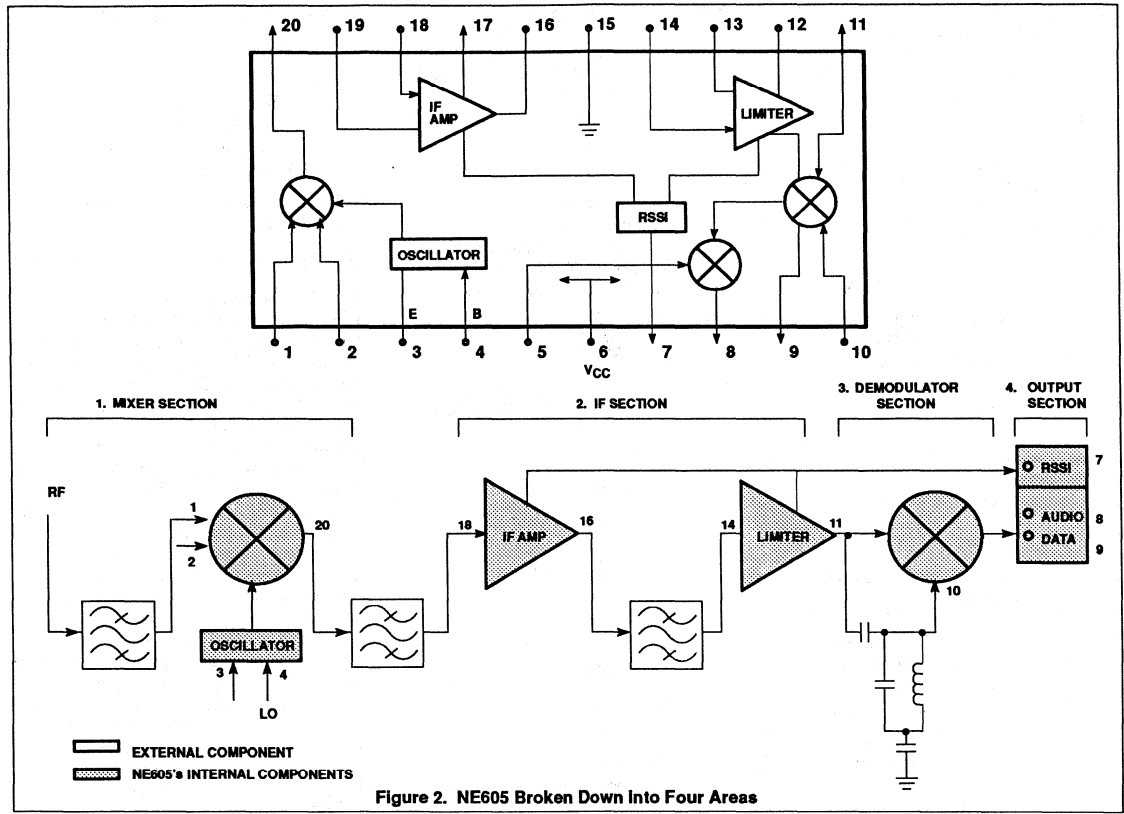 20 19 18 17 16 15 14 13 12 11
IF
AMP
LIMITER
RSSI
OSCILLATOR
E B
1 2 3 4 5 6 7 8 9 10
VCC
1. MIXER SECTION
2. IF SECTION
3. DEMODULATOR
SECTION
4. OUTPUT
SECTION
RF
1
2
20
OSCILLATOR
3 4
LO
18
IF AMP
16
14
LIMITER
11
10
RSSI 7
AUDIO 8
DATA 9
EXTERNAL COMPONENT
NE605's INTERNAL COMPONENTS
Figure 2. NE605 Broken Down Into Four Areas